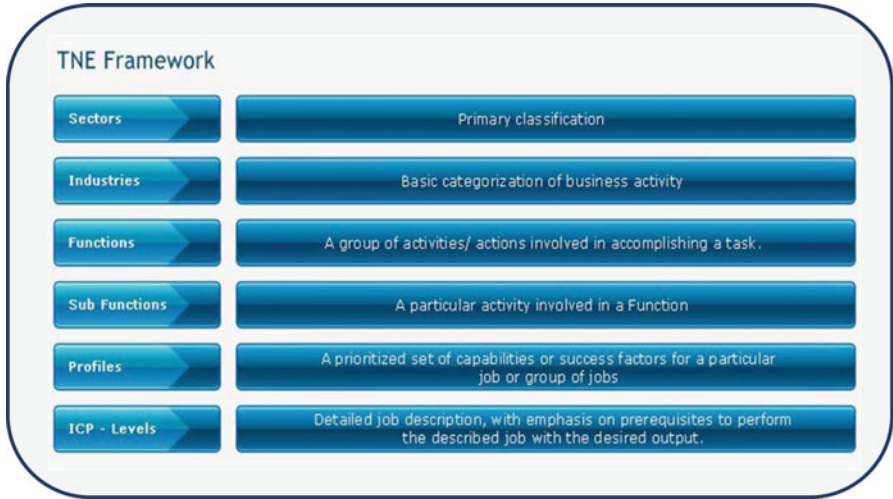 TNE Framework
Sectors
Primary classification
Industries
Basic categorization of business activity
Functions
A group of activities/ actions involved in accomplishing a task.
Sub Functions
A particular activity involved in a Function
Profiles
A prioritized set of capabilities or success factors for a particular
job or group of jobs
ICP - Levels
Detailed job description, with emphasis on prerequisites to perform
the described job with the desired output.